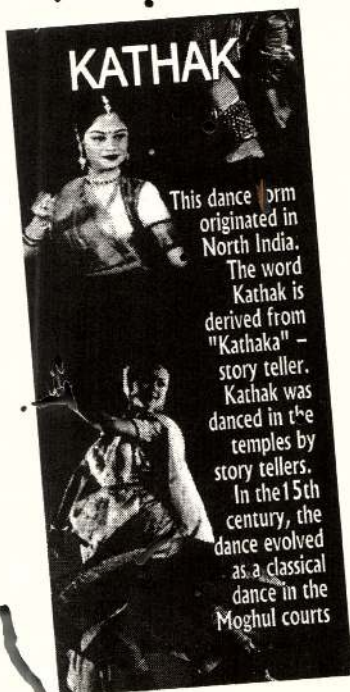 KATHAK
This dance orm
originated in
North India.
The word
Kathak is
derived from
"Kathaka" –
story teller.
Kathak was
danced in the
temples by
story tellers.
In the15th
century, the
dance evolved
as a classical
dance in the
Moghul courts